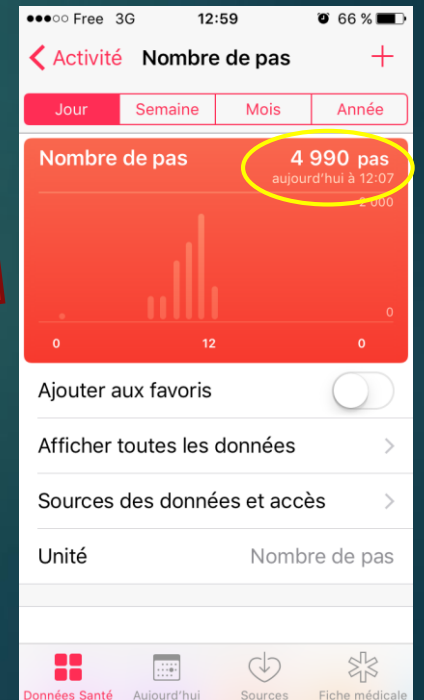 Free 3G 12:59 66 %
Activité Nombre de pas +
Jour Semaine Mois Année
Nombre de pas 4 990 pas
aujourd'hui à 12:07
2 000
0
0 12 0
Ajouter aux favoris
Afficher toutes les données
Sources des données et accès
Unité Nombre de pas
Données Santé Aujourd'hui Sources Fiche médicale